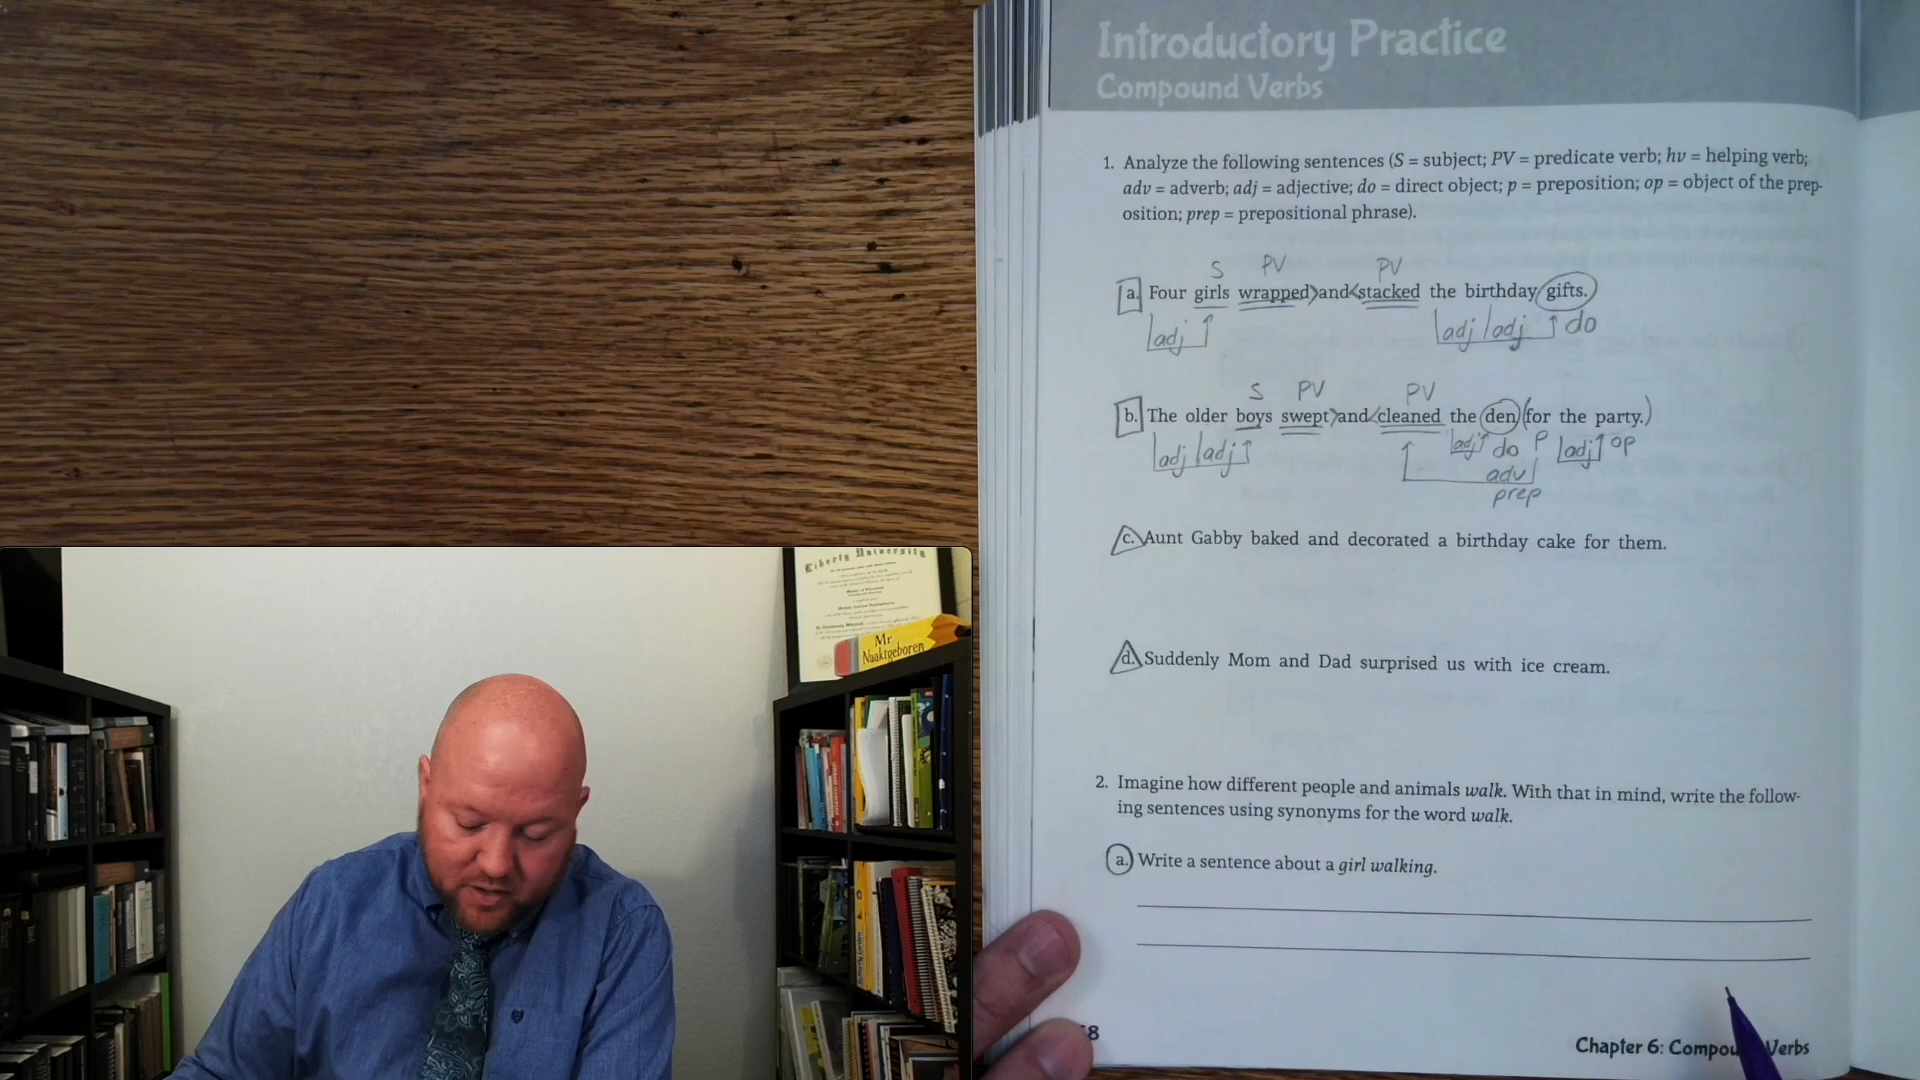 Introductory Practice
Compound Verbs
1. Analyze the following sentences (S = subject; PV = predicate verb; hv = helping verb;
adv = adverb; adj = adjective; do = direct object; p = preposition; op = object of the prep-
osition; prep = prepositional phrase).
S PV PV
a. Four girls wrapped and stacked the birthday gifts.
adj adj adj do
S PV PV
b. The older boys swept and cleaned the den (for the party.)
adj adj adj do p adj op
adv
prep
c. Aunt Gabby baked and decorated a birthday cake for them.
d. Suddenly Mom and Dad surprised us with ice cream.
2. Imagine how different people and animals walk. With that in mind, write the follow-
ing sentences using synonyms for the word walk.
a. Write a sentence about a girl walking.
8
Chapter 6: Compou Verbs
Liberty University
Mr
Naaktgeboren